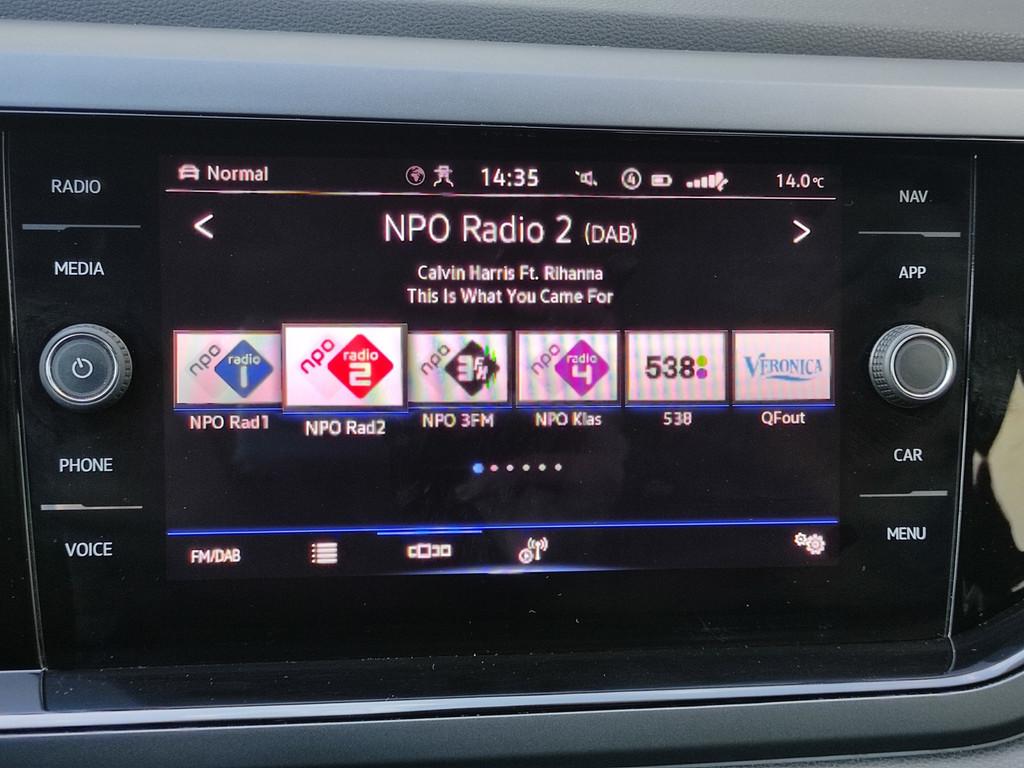 RADIO
MEDIA
PHONE
VOICE
Normal
14:35
4
14.0°C
< NPO Radio 2 (DAB) >
Calvin Harris Ft. Rihanna
This Is What You Came For
npo radio 1
npo radio 2
npo 3FM
npo radio 4
538
VERONICA
NPO Rad1
NPO Rad2
NPO 3FM
NPO Klas
538
QFout
FM/DAB
NAV
APP
CAR
MENU